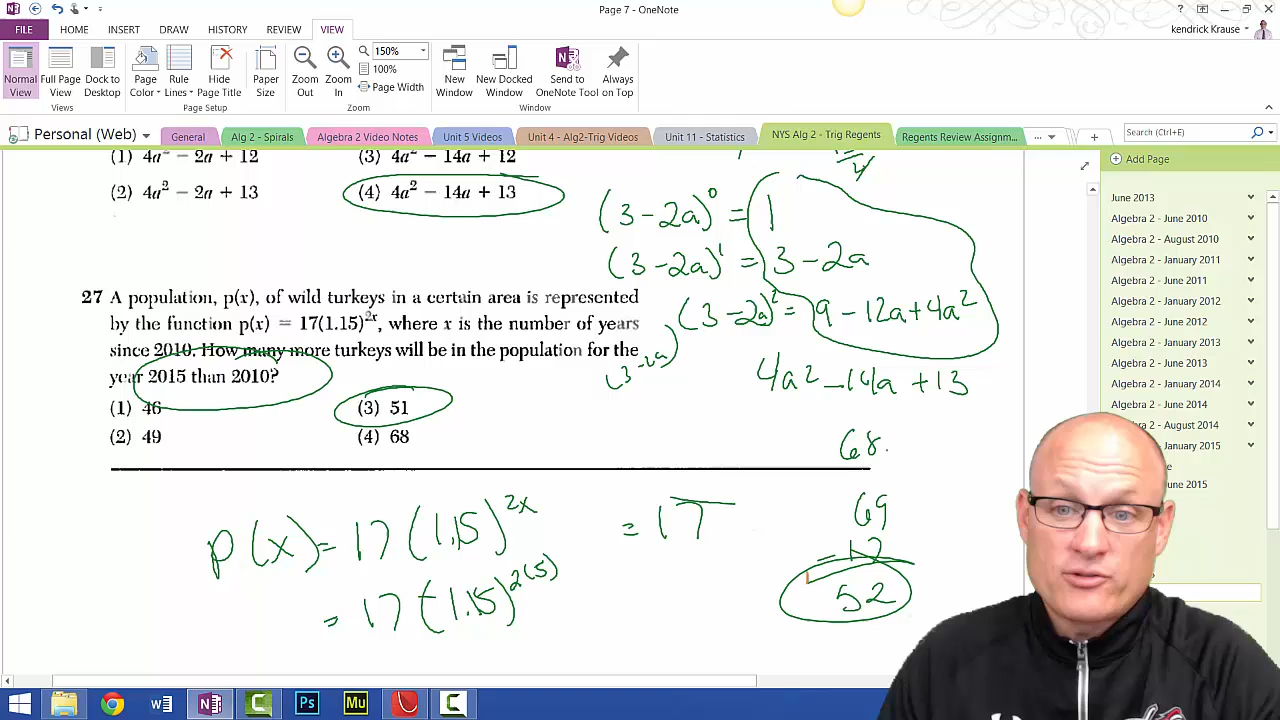 Page 7 - OneNote
kendrick Krause
FILE HOME INSERT DRAW HISTORY REVIEW VIEW
Normal View Full Page View Dock to Desktop Page Color Rule Lines Hide Page Title Paper Size Zoom Out Zoom In 150% 100% Page Width New Window New Docked Window Send to OneNote Tool Always on Top
Views Page Setup Zoom Window
Personal (Web) General Alg 2 - Spirals Algebra 2 Video Notes Unit 5 Videos Unit 4 - Alg2-Trig Videos Unit 11 - Statistics NYS Alg 2 - Trig Regents Regents Review Assignm... Search (Ctrl+E)
Add Page
June 2013
Algebra 2 - June 2010
Algebra 2 - August 2010
Algebra 2 - January 2011
Algebra 2 - June 2011
Algebra 2 - January 2012
Algebra 2 - June 2012
Algebra 2 - January 2013
Algebra 2 - June 2013
Algebra 2 - January 2014
Algebra 2 - June 2014
Algebra 2 - August 2014
- January 2015
une 2015
(1) 4a² − 2a + 12 (3) 4a² − 14a + 12
(2) 4a² − 2a + 13 (4) 4a² − 14a + 13
(3 − 2a)⁰ = 1
(3 − 2a)¹ = 3 − 2a
(3 − 2a)² = 9 − 12a + 4a²
(3−2a)
4a² − 14a + 13
27 A population, p(x), of wild turkeys in a certain area is represented
by the function p(x) = 17(1.15)^{2x}, where x is the number of years
since 2010. How many more turkeys will be in the population for the
year 2015 than 2010?
(1) 46 (3) 51
(2) 49 (4) 68
68.
p(x) = 17(1.15)^{2x} = 17
= 17(1.15)^{2(5)}
69
− 17
52